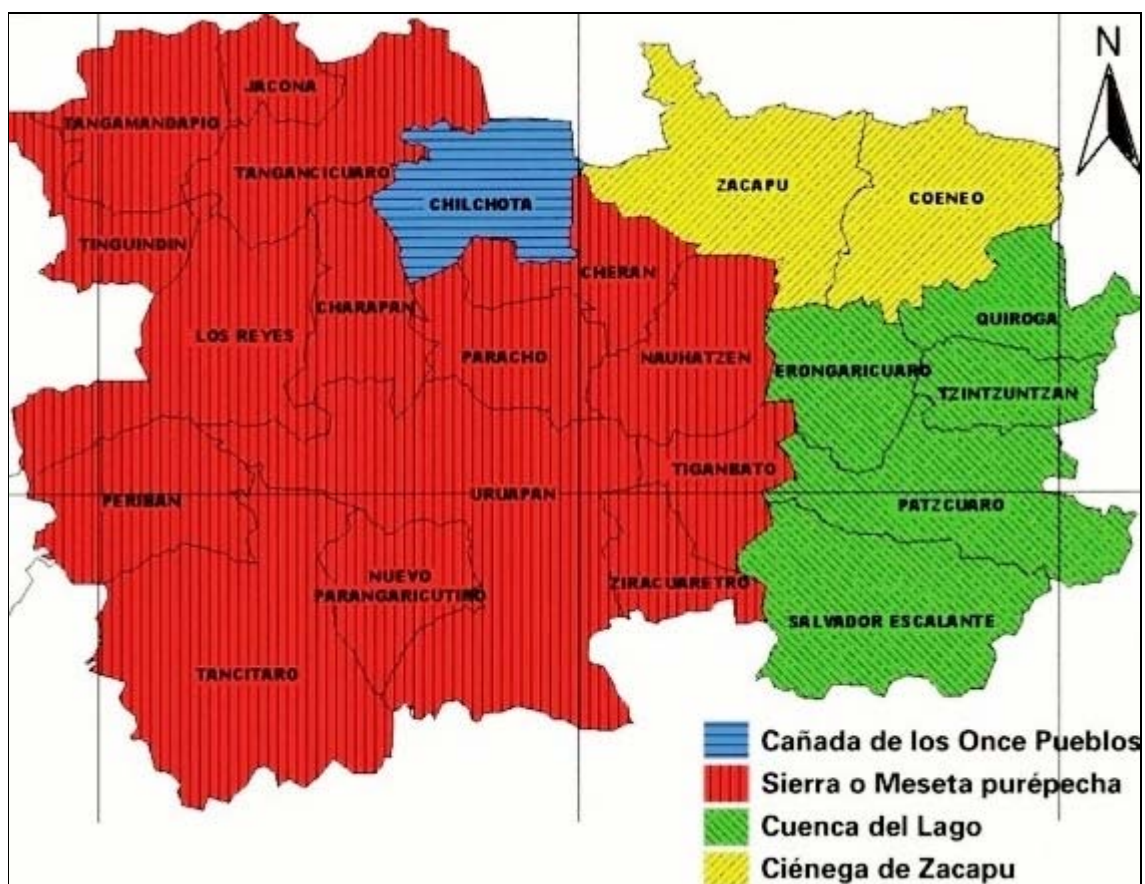 N
JACONA
TANGAMANDAPIO
TANGANCICUARO
ZACAPU
COENEO
CHILCHOTA
TINGUINDIN
CHERAN
CHARAPAN
LOS REYES
QUIROGA
PARACHO
NAUHATZEN
ERONGARICUARO
TZINTZUNTZAN
TIGANBATO
PERIBAN
URUAPAN
PATZCUARO
NUEVO
PARANGARICUTIRO
ZIRACUARETRO
SALVADOR ESCALANTE
TANCITARO
Cañada de los Once Pueblos
Sierra o Meseta purépecha
Cuenca del Lago
Ciénega de Zacapu